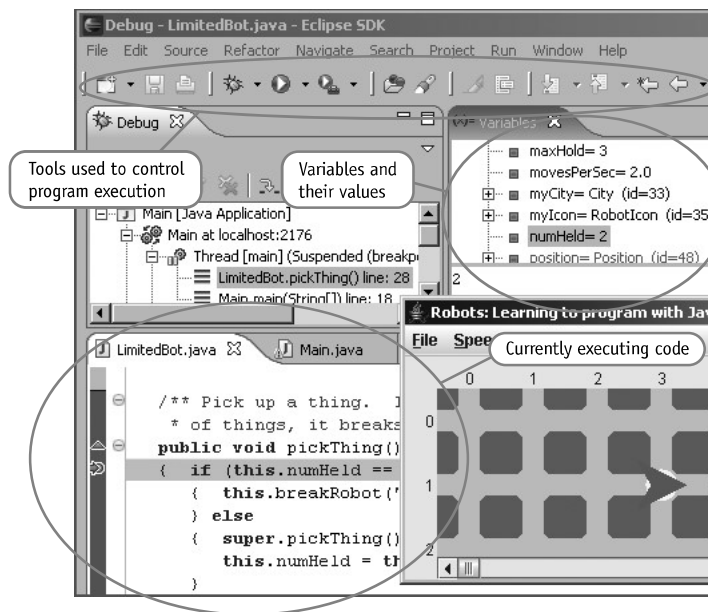 Debug - LimitedBot.java - Eclipse SDK
File Edit Source Refactor Navigate Search Project Run Window Help
Debug
(x)= Variables
Tools used to control
program execution
Variables and
their values
Main [Java Application]
Main at localhost:2176
Thread [main] (Suspended (breakp
LimitedBot.pickThing() line: 28
Main.main(String[]) line: 18
maxHold= 3
movesPerSec= 2.0
myCity= City (id=33)
myIcon= RobotIcon (id=35
numHeld= 2
position= Position (id=48)
2
Robots: Learning to program with Jav
File Spee
Currently executing code
0 1 2 3
0
1
2
LimitedBot.java
Main.java
/** Pick up a thing.
* of things, it breaks
public void pickThing()
{ if (this.numHeld ==
{ this.breakRobot("
} else
{ super.pickThing()
this.numHeld = th
}